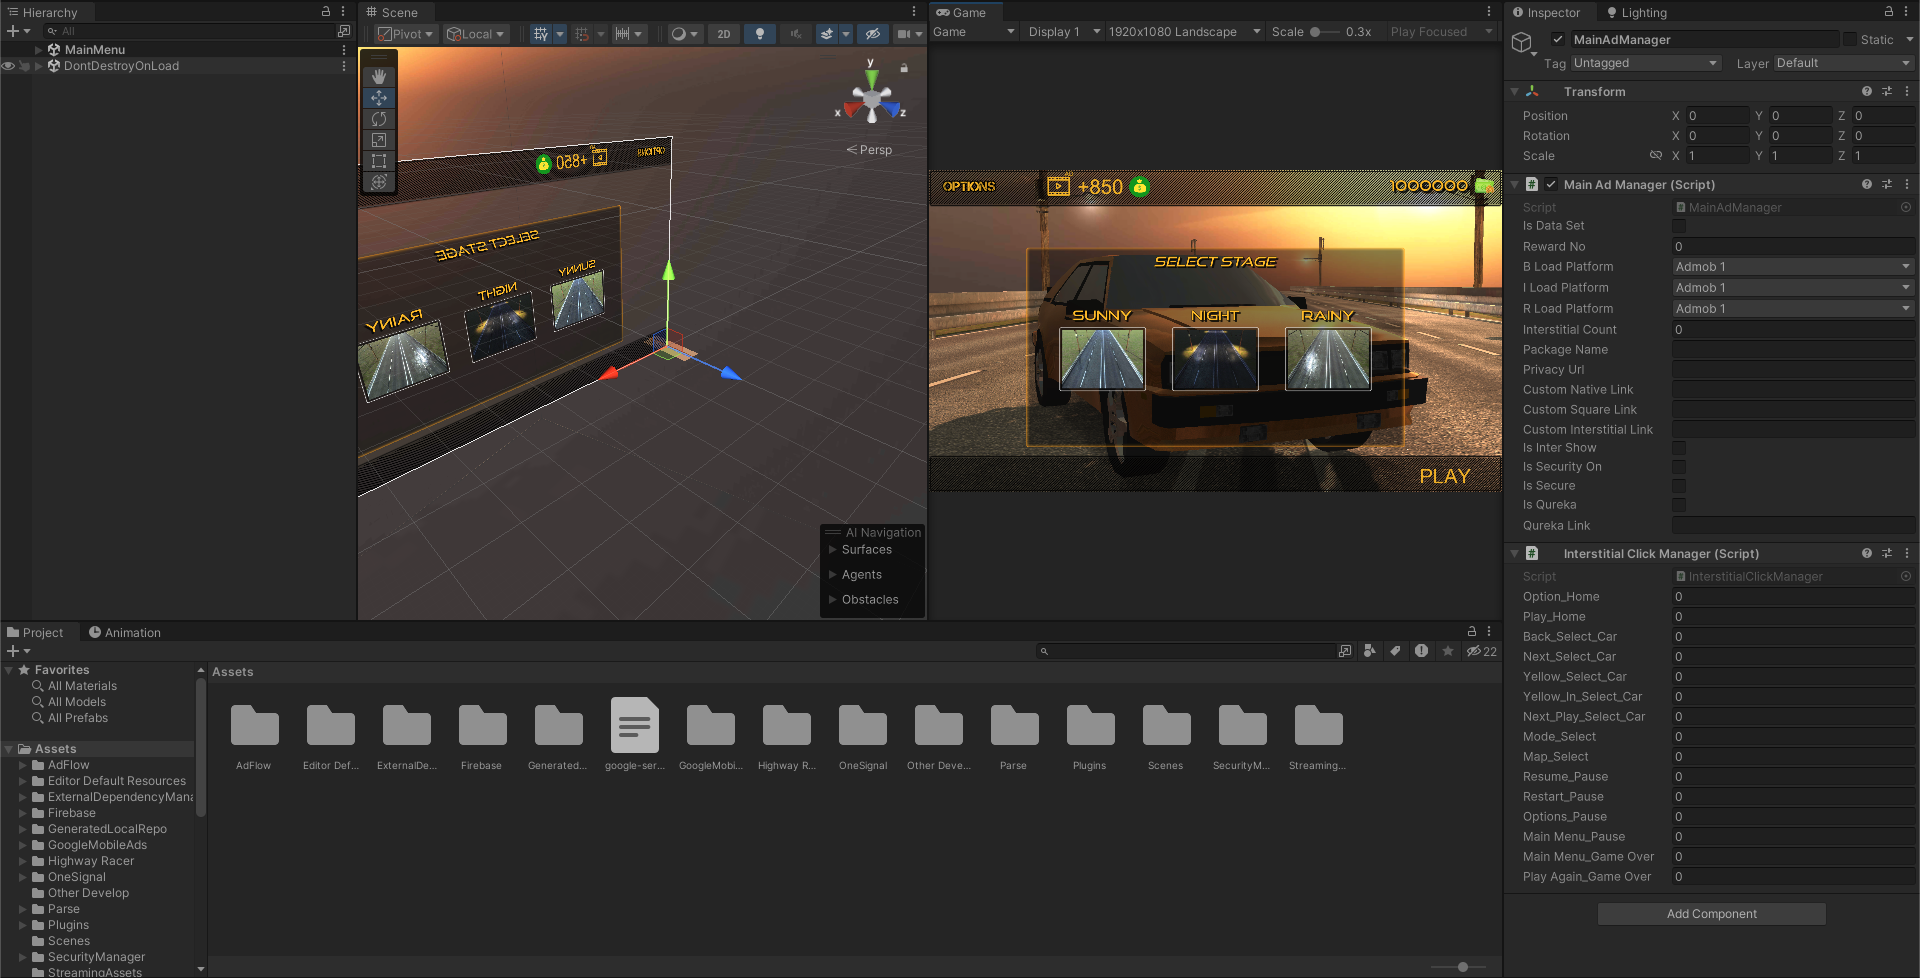 Hierarchy
All
MainMenu
DontDestroyOnLoad
Scene
Pivot
Local
2D
y
x
z
Persp
+850
OPTIONS
SELECT STAGE
SUNNY
NIGHT
RAINY
AI Navigation
Surfaces
Agents
Obstacles
Game
Game
Display 1
1920x1080 Landscape
Scale
0.3x
Play Focused
OPTIONS
AD
+850
1000000
SELECT STAGE
SUNNY
NIGHT
RAINY
PLAY
Inspector
Lighting
MainAdManager
Static
Tag
Untagged
Layer
Default
Transform
Position
X 0
Y 0
Z 0
Rotation
X 0
Y 0
Z 0
Scale
X 1
Y 1
Z 1
# Main Ad Manager (Script)
Script
MainAdManager
Is Data Set
Reward No
0
B Load Platform
Admob 1
I Load Platform
Admob 1
R Load Platform
Admob 1
Interstitial Count
0
Package Name
Privacy Url
Custom Native Link
Custom Square Link
Custom Interstitial Link
Is Inter Show
Is Security On
Is Secure
Is Qureka
Qureka Link
# Interstitial Click Manager (Script)
Script
InterstitialClickManager
Option_Home
0
Play_Home
0
Back_Select_Car
0
Next_Select_Car
0
Yellow_Select_Car
0
Yellow_In_Select_Car
0
Next_Play_Select_Car
0
Mode_Select
0
Map_Select
0
Resume_Pause
0
Restart_Pause
0
Options_Pause
0
Main Menu_Pause
0
Main Menu_Game Over
0
Play Again_Game Over
0
Add Component
Project
Animation
22
Favorites
All Materials
All Models
All Prefabs
Assets
AdFlow
Editor Default Resources
ExternalDependencyMana
Firebase
GeneratedLocalRepo
GoogleMobileAds
Highway Racer
OneSignal
Other Develop
Parse
Plugins
Scenes
SecurityManager
StreamingAssets
Assets
AdFlow
Editor Def...
ExternalDe...
Firebase
Generated...
google-ser...
GoogleMobi...
Highway R...
OneSignal
Other Deve...
Parse
Plugins
Scenes
SecurityM...
Streaming...